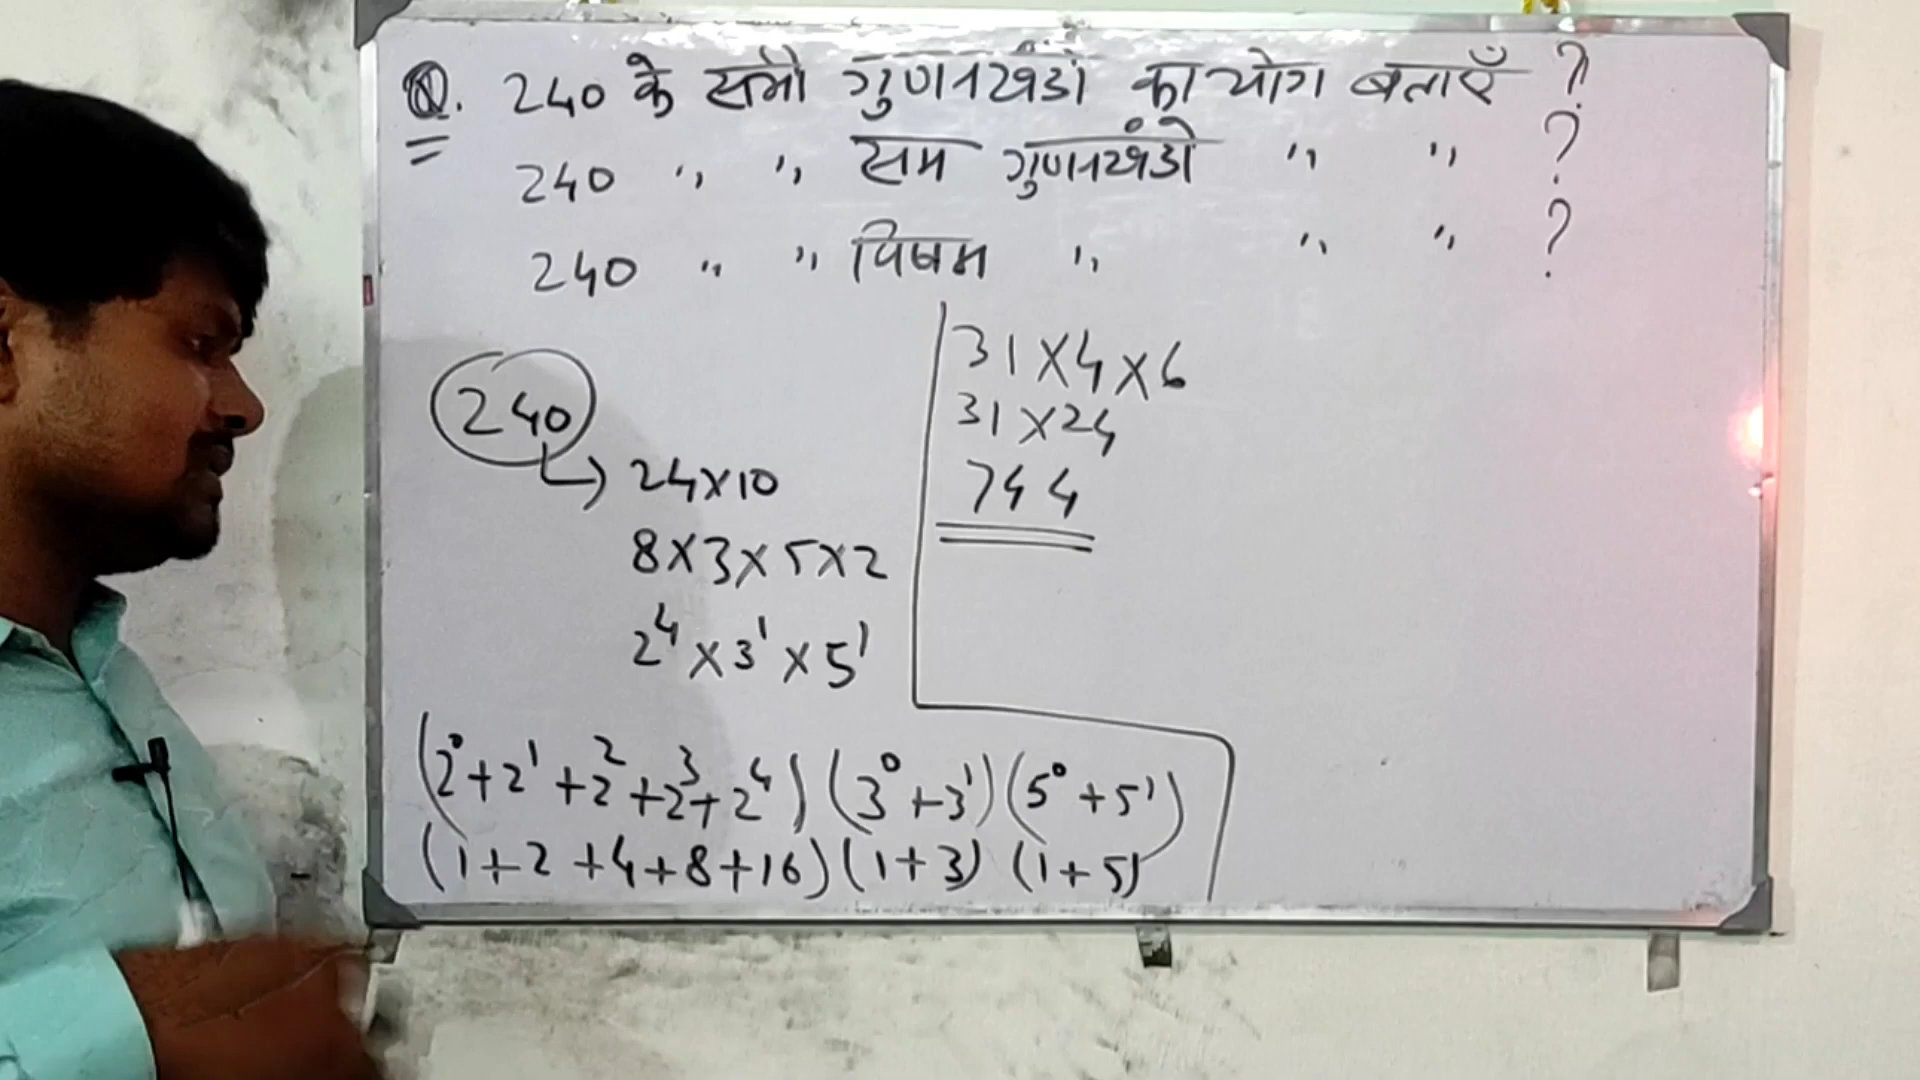 Q. 240 के सभी गुणनखंडों का योग बताएँ ?
240 " " सम गुणनखंडों " " ?
240 " " विषम " " " ?
240
→ 24×10
8×3×5×2
2⁴×3¹×5¹
(2⁰+2¹+2²+2³+2⁴) (3⁰+3¹) (5⁰+5¹)
(1+2+4+8+16) (1+3) (1+5)
31×4×6
31×24
744